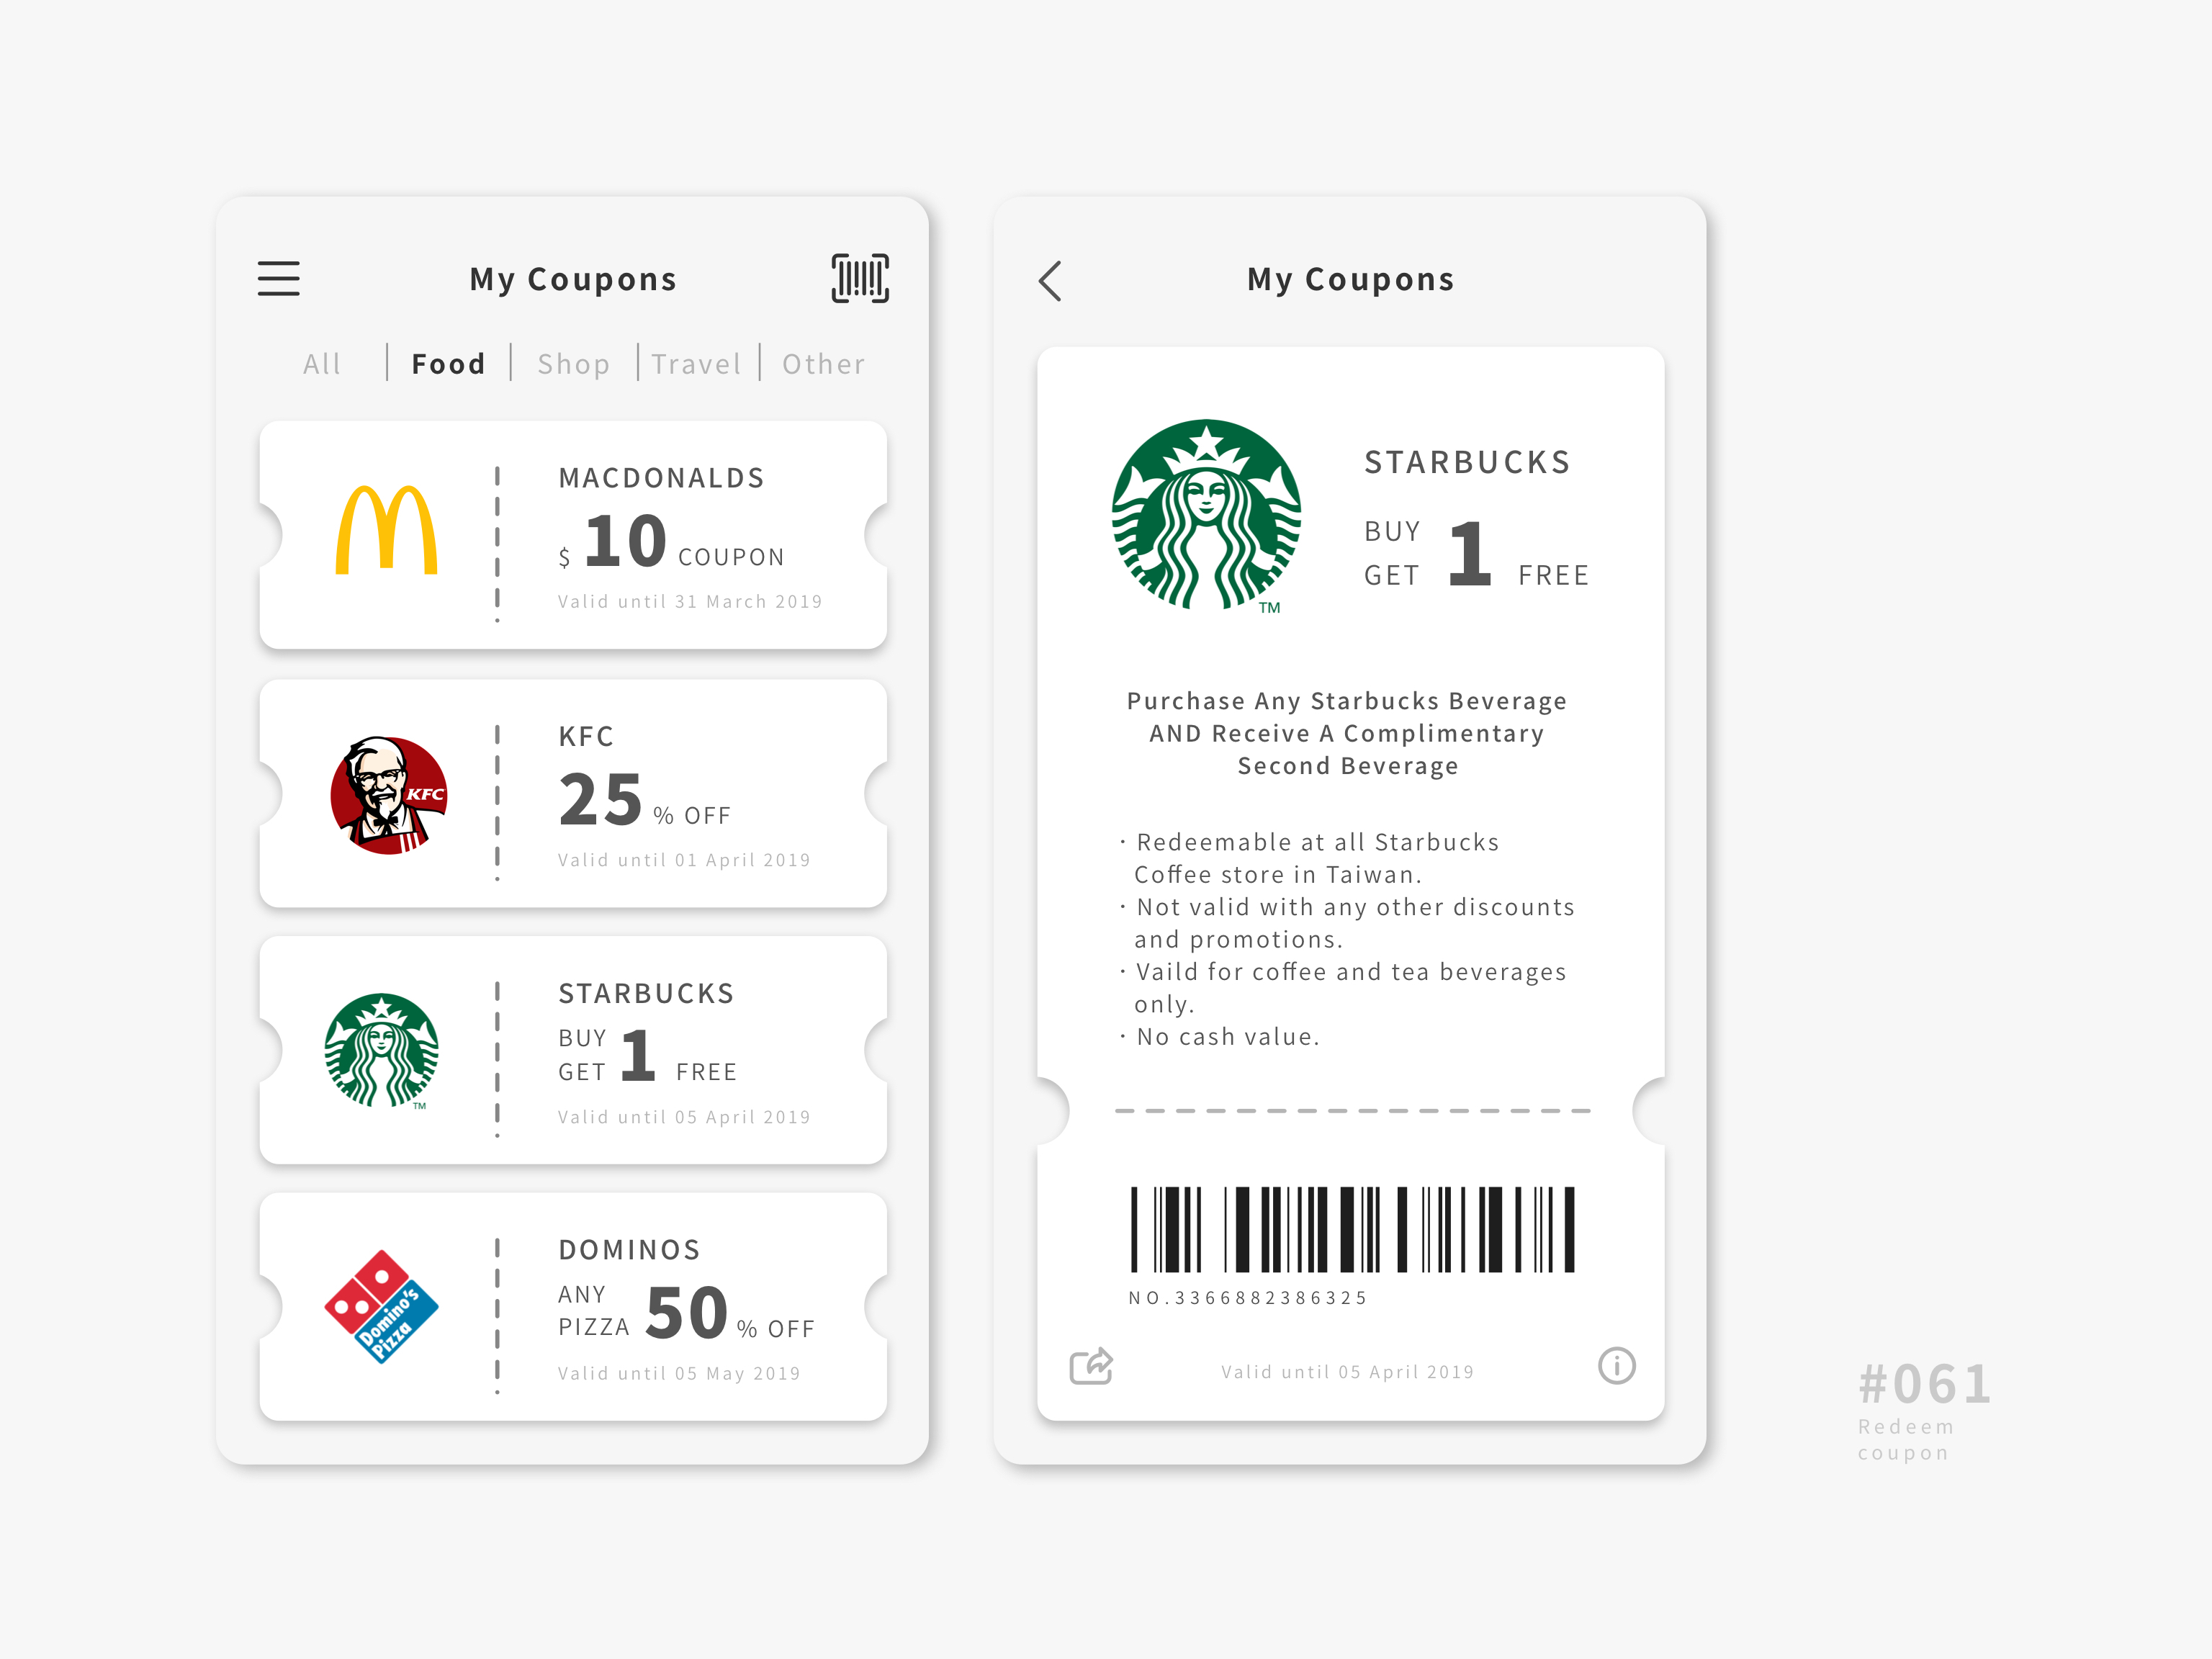 My Coupons
All | Food | Shop | Travel | Other
MACDONALDS
$ 10 COUPON
Valid until 31 March 2019
KFC
KFC
25 % OFF
Valid until 01 April 2019
STARBUCKS
BUY
GET 1 FREE
TM
Valid until 05 April 2019
Domino's
Pizza
DOMINOS
ANY
PIZZA 50 % OFF
Valid until 05 May 2019
My Coupons
TM
STARBUCKS
BUY
GET 1 FREE
Purchase Any Starbucks Beverage
AND Receive A Complimentary
Second Beverage
· Redeemable at all Starbucks
Coffee store in Taiwan.
· Not valid with any other discounts
and promotions.
· Vaild for coffee and tea beverages
only.
· No cash value.
NO.3366882386325
Valid until 05 April 2019
#061
Redeem
coupon